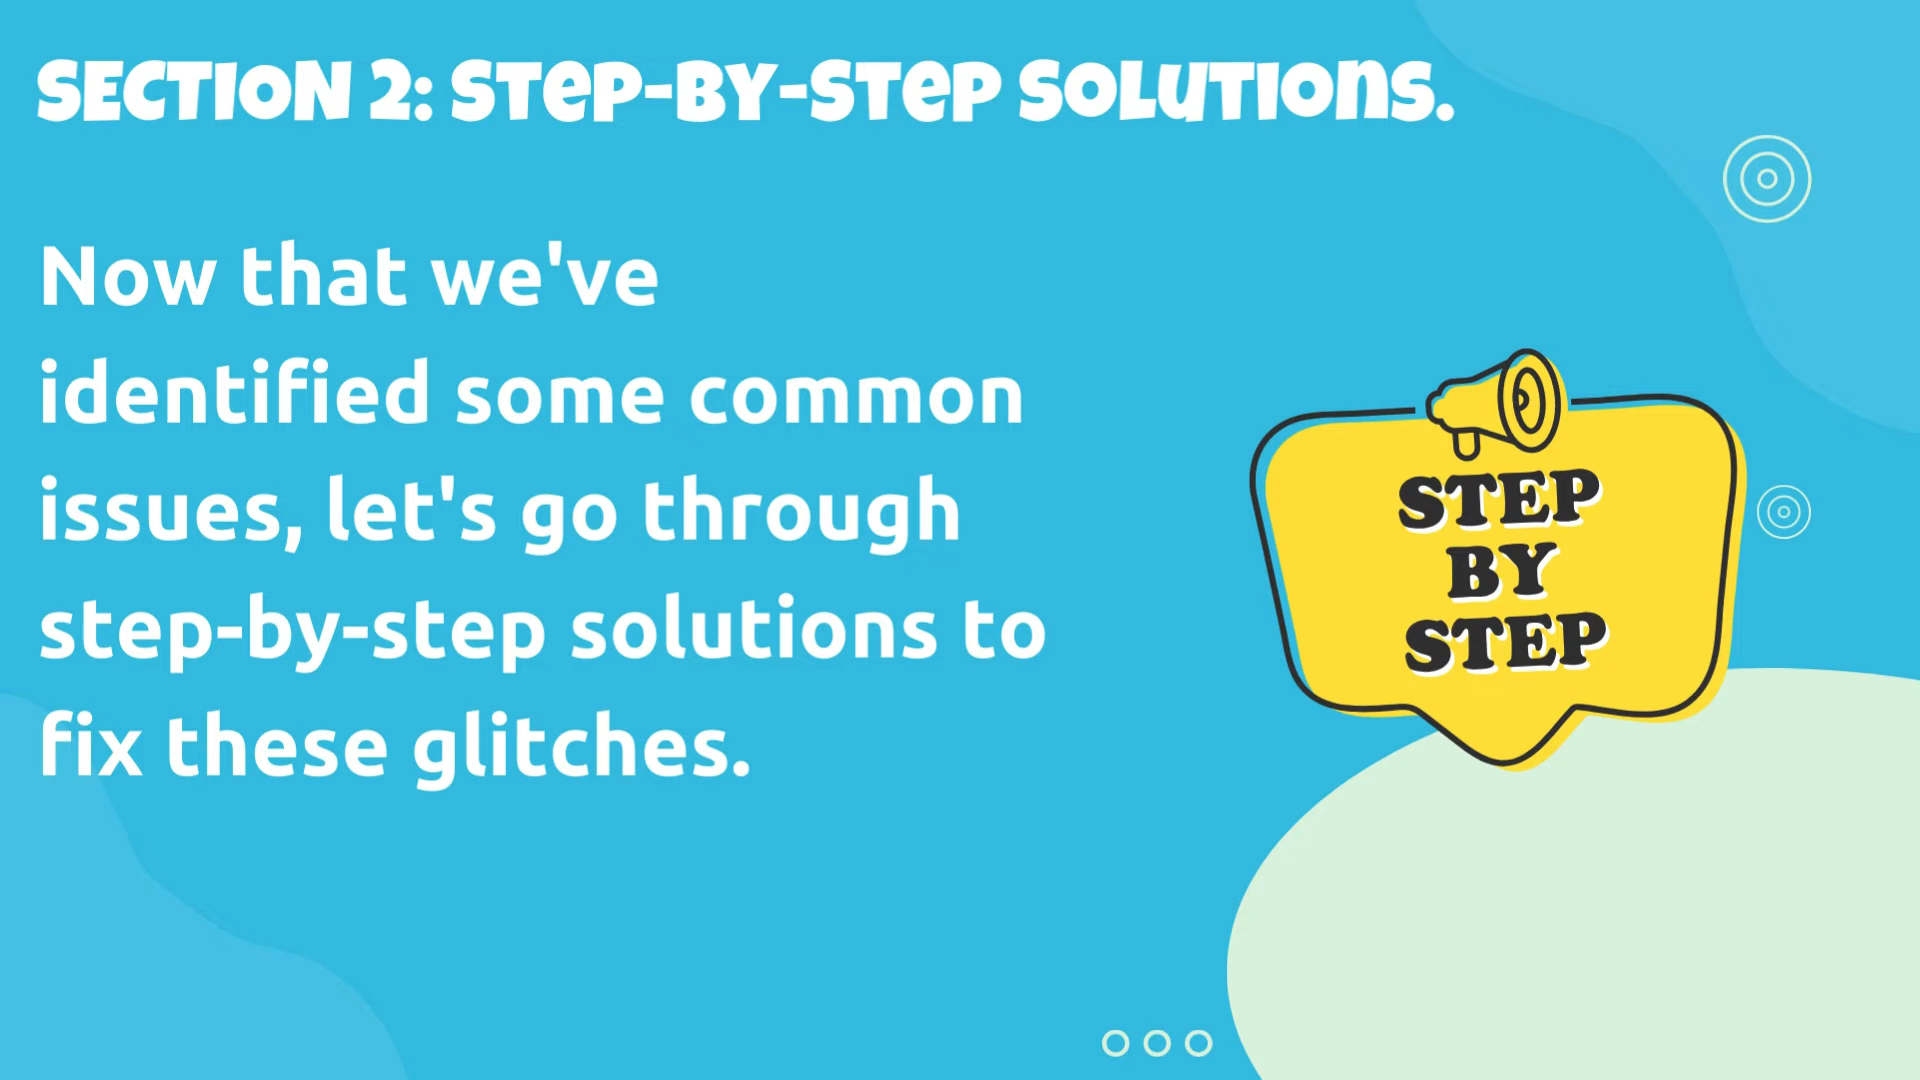 SECTION 2: STEP-BY-STEP SOLUTIONS.
Now that we've
identified some common
issues, let's go through
step-by-step solutions to
fix these glitches.
STEP
BY
STEP